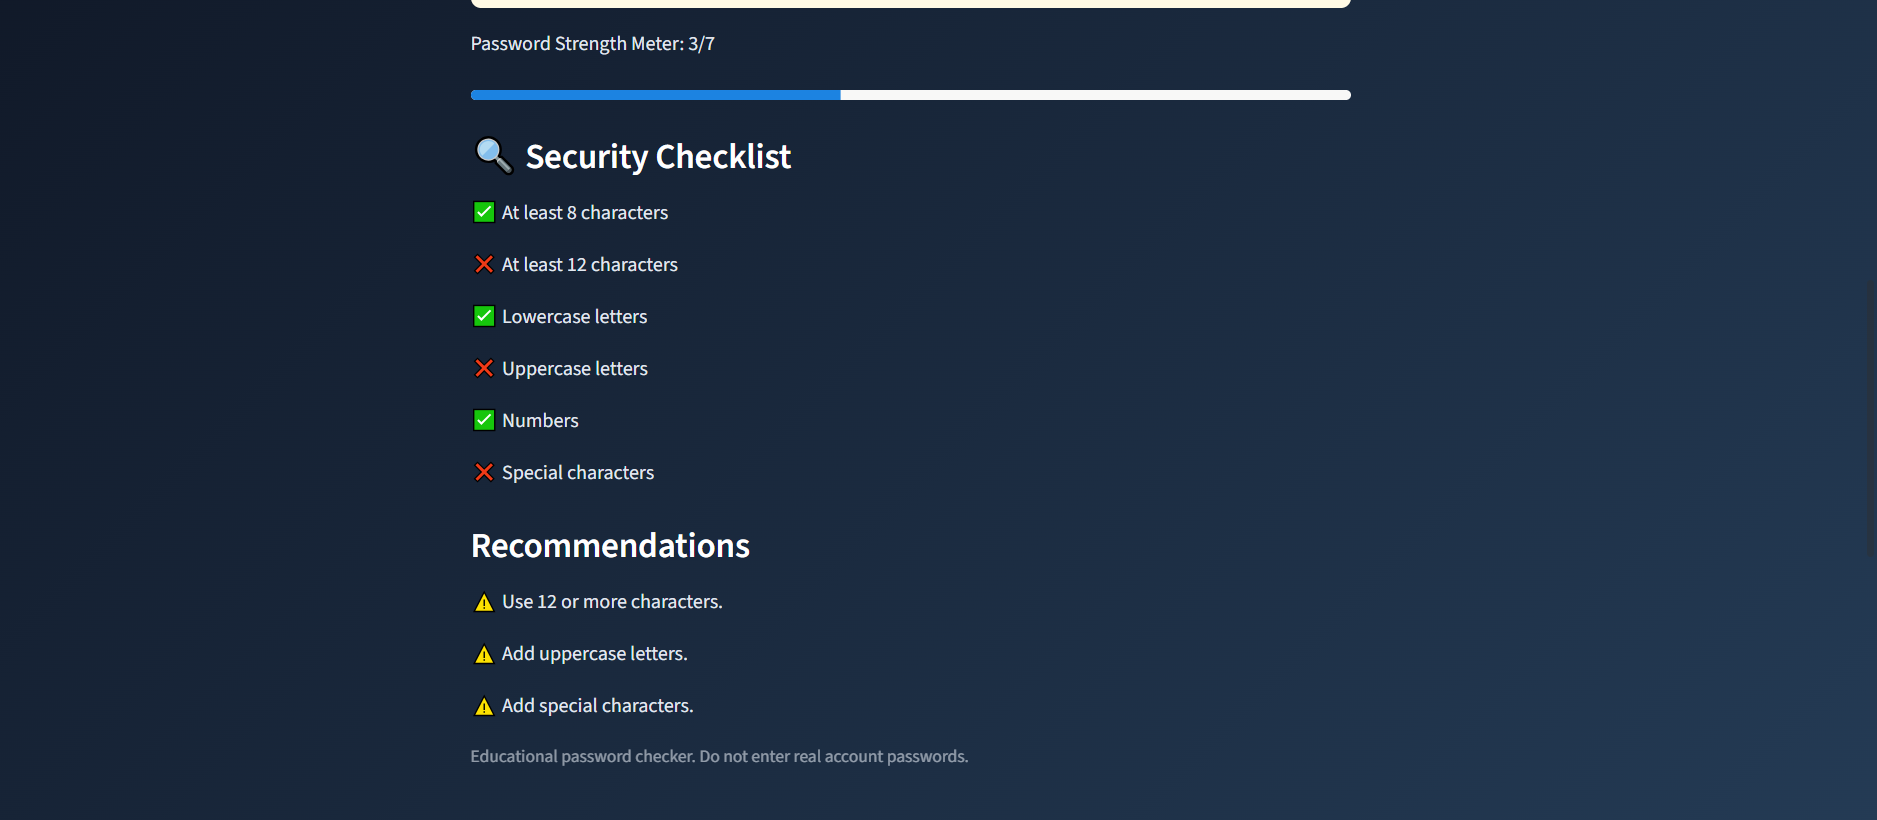 Password Strength Meter: 3/7
🔍 Security Checklist
✅ At least 8 characters
❌ At least 12 characters
✅ Lowercase letters
❌ Uppercase letters
✅ Numbers
❌ Special characters
Recommendations
⚠️ Use 12 or more characters.
⚠️ Add uppercase letters.
⚠️ Add special characters.
Educational password checker. Do not enter real account passwords.